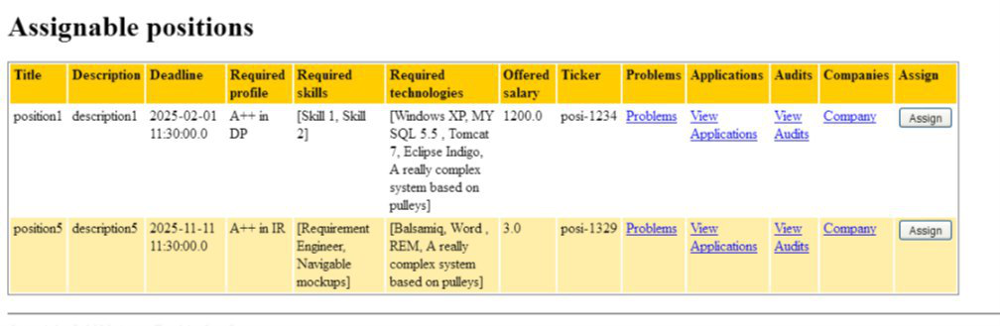 Assignable positions
Title Description Deadline Required profile Required skills Required technologies Offered salary Ticker Problems Applications Audits Companies Assign
position1 description1 2025-02-01 11:30:00.0 A++ in DP [Skill 1, Skill 2] [Windows XP, MY SQL 5.5 , Tomcat 7, Eclipse Indigo, A really complex system based on pulleys] 1200.0 posi-1234 Problems View Applications View Audits Company Assign
position5 description5 2025-11-11 11:30:00.0 A++ in IR [Requirement Engineer, Navigable mockups] [Balsamiq, Word , REM, A really complex system based on pulleys] 3.0 posi-1329 Problems View Applications View Audits Company Assign